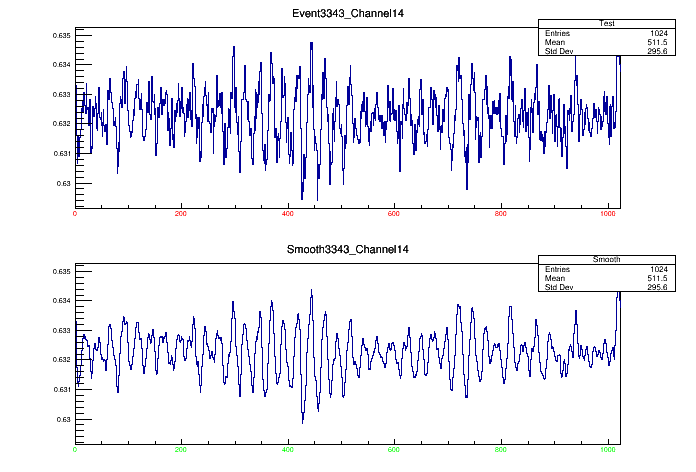 Event3343_Channel14
Test
Entries 1024
Mean 511.5
Std Dev 295.6
0.635
0.634
0.633
0.632
0.631
0.63
0 200 400 600 800 1000
Smooth3343_Channel14
Smooth
Entries 1024
Mean 511.5
Std Dev 295.6
0.635
0.634
0.633
0.632
0.631
0.63
0 200 400 600 800 1000